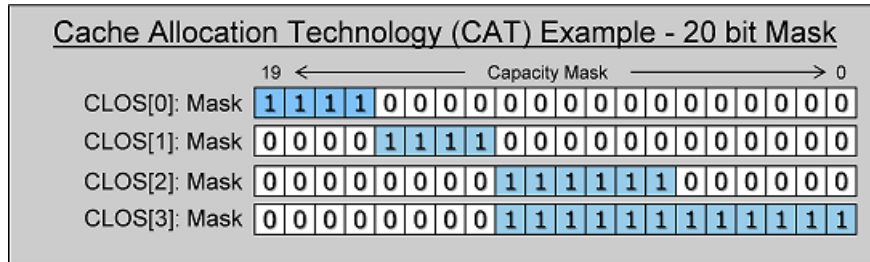 Cache Allocation Technology (CAT) Example - 20 bit Mask
19 Capacity Mask 0
CLOS[0]: Mask 1 1 1 1 0 0 0 0 0 0 0 0 0 0 0 0 0 0 0 0
CLOS[1]: Mask 0 0 0 0 1 1 1 1 0 0 0 0 0 0 0 0 0 0 0 0
CLOS[2]: Mask 0 0 0 0 0 0 0 0 1 1 1 1 1 1 0 0 0 0 0 0
CLOS[3]: Mask 0 0 0 0 0 0 0 0 1 1 1 1 1 1 1 1 1 1 1 1